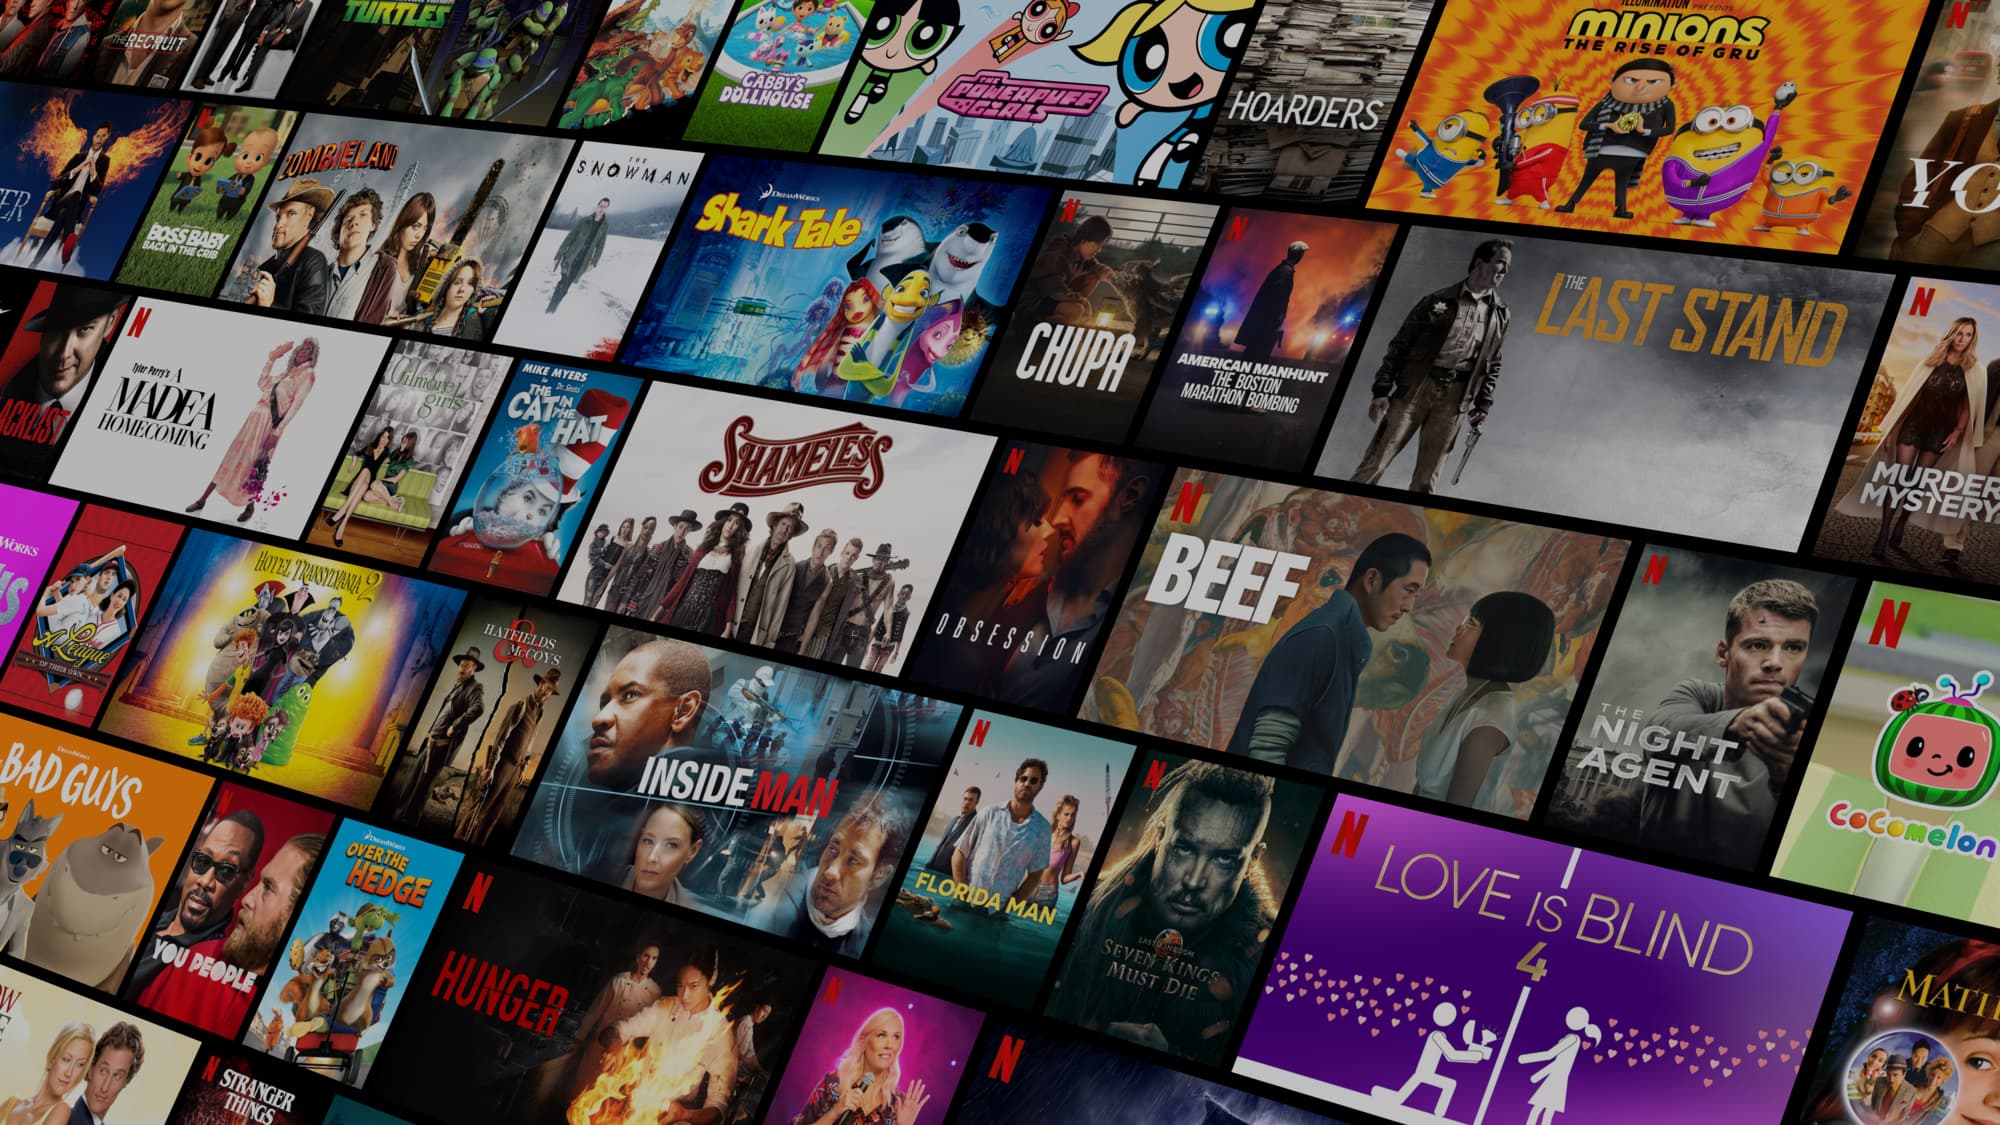 THE RECRUIT
TURTLES
GABBY'S
DOLLHOUSE
THE
POWERPUFF
GIRLS
HOARDERS
ILLUMINATION PRESENTS
MINIONS
THE RISE OF GRU
N
YO
ER
N
BOSS BABY
BACK IN THE CRIB
ZOMBIELAND
THE
SNOWMAN
DREAMWORKS
Shark Tale
N
CHUPA
N
AMERICAN MANHUNT
THE BOSTON
MARATHON BOMBING
THE
LAST STAND
N
MURDER
MYSTERY
ACKLIST
N
Tyler Perry's A
MADEA
HOMECOMING
Gilmore
girls
MIKE MYERS
in
Dr. Seuss'
THE
CAT IN THE
HAT
SHAMELESS
N
OBSESSION
N
BEEF
N
THE
NIGHT
AGENT
N
CoComelon
WORKS
HS
A League
OF THEIR OWN
HOTEL TRANSYLVANIA 2
HATFIELDS
&
McCOYS
INSIDE MAN
N
FLORIDA MAN
N
LAST KINGDOM
SEVEN KINGS
MUST DIE
N
LOVE IS BLIND
4
MATIL
DREAMWORKS
BAD GUYS
N
YOU PEOPLE
DREAMWORKS
OVER THE
HEDGE
N
HUNGER
N
N
OW
E
N
STRANGER
THINGS